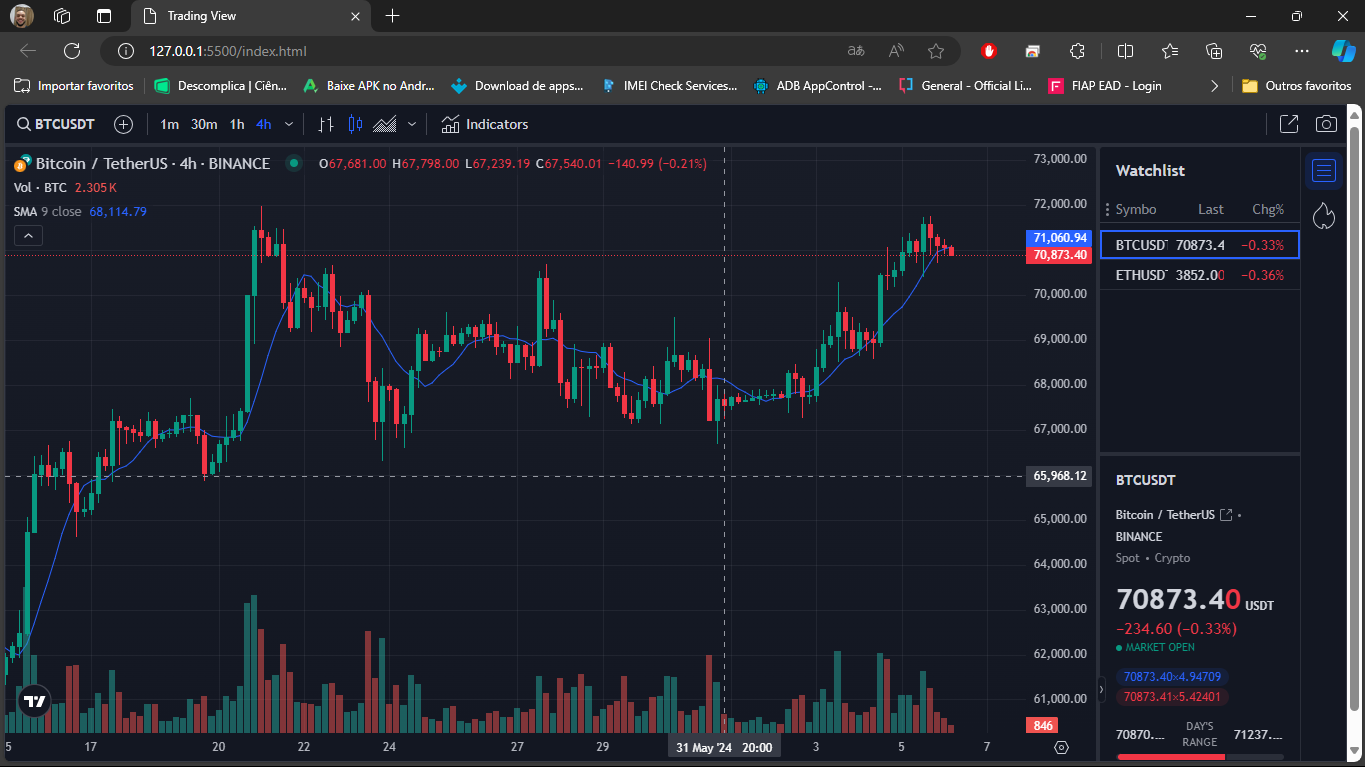 Trading View
127.0.0.1:5500/index.html
Importar favoritos
Descomplica | Ciên...
Baixe APK no Andr...
Download de apps...
IMEI Check Services...
ADB AppControl -...
General - Official Li...
FIAP EAD - Login
Outros favoritos
BTCUSDT 1m 30m 1h 4h Indicators
Bitcoin / TetherUS · 4h · BINANCE O67,681.00 H67,798.00 L67,239.19 C67,540.01 −140.99 (−0.21%)
Vol · BTC 2.305K
SMA 9 close 68,114.79
73,000.00
72,000.00
71,060.94
70,873.40
70,000.00
69,000.00
68,000.00
67,000.00
65,968.12
65,000.00
64,000.00
63,000.00
62,000.00
61,000.00
846
5 17 20 22 24 27 29 31 May '24 20:00 3 5 7
Watchlist
Symbo Last Chg%
BTCUSDT 70873.4 −0.33%
ETHUSDT 3852.00 −0.36%
BTCUSDT
Bitcoin / TetherUS •
BINANCE
Spot • Crypto
70873.40 USDT
−234.60 (−0.33%)
MARKET OPEN
70873.40×4.94709
70873.41×5.42401
70870.... DAY'S RANGE 71237....